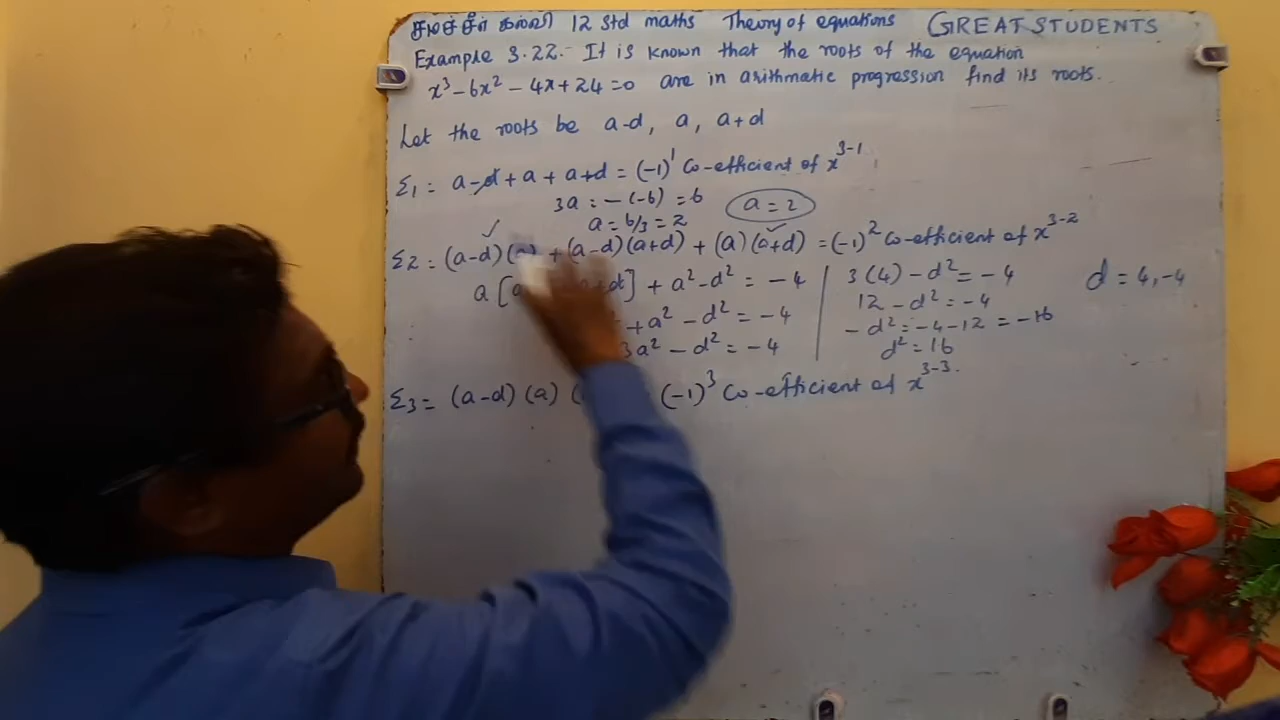 சமச்சீர் கல்வி 12 Std maths Theory of equations GREAT STUDENTS
Example 3.22:- It is known that the roots of the equation
x³ - 6x² - 4x + 24 = 0 are in arithmatic progression find its roots.
Let the roots be a-d, a, a+d
Σ1 = a-d + a + a+d = (-1)¹ Co-efficient of x³⁻¹
3a = -(-6) = 6
a = 2
a = 6/3 = 2
Σ2 = (a-d)(a) + (a-d)(a+d) + (a)(a+d) = (-1)² Co-efficient of x³⁻²
a [a +d] + a² - d² = -4
+ a² - d² = -4
3a² - d² = -4
3(4) - d² = -4
12 - d² = -4
-d² = -4-12 = -16
d² = 16
d = 4, -4
Σ3 = (a-d) (a) ( (-1)³ Co-efficient of x³⁻³.